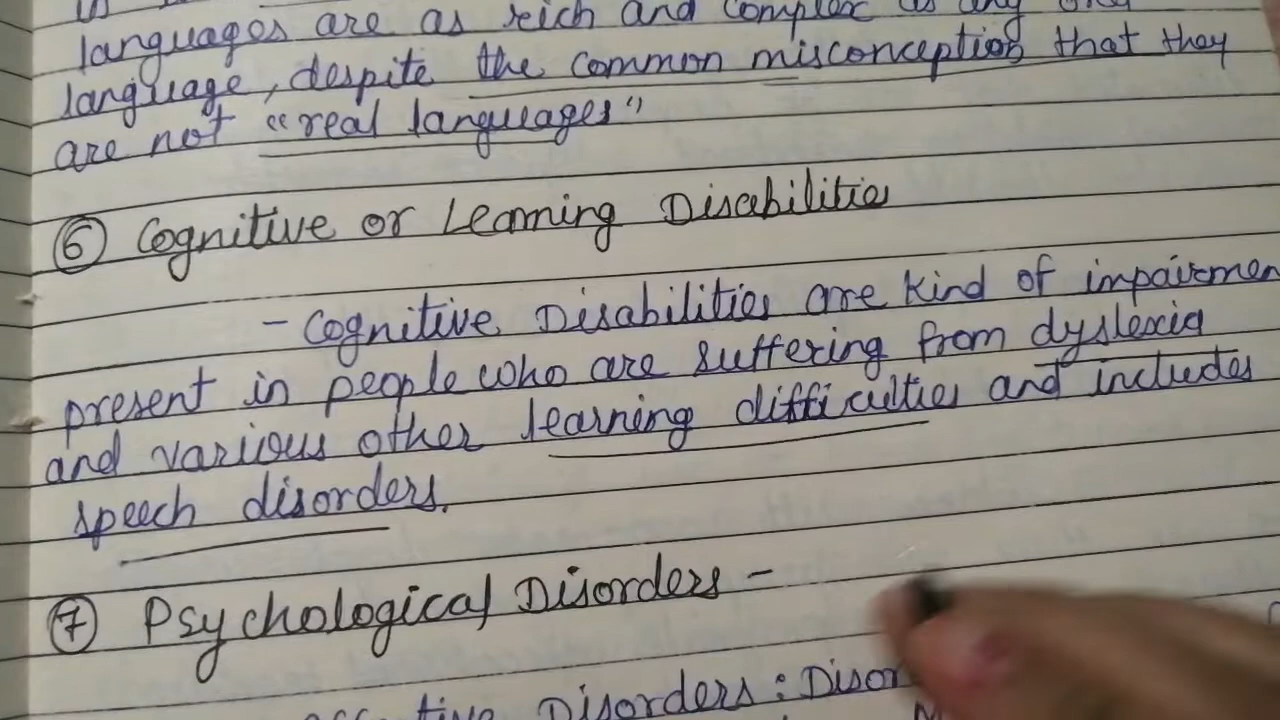 languages are as rich and complex as any
language, despite the common misconception that they
are not "real languages"
⑥ Cognitive or Learning Disabilities
- Cognitive Disabilities are kind of impairmen
present in people who are suffering from dyslexia
and various other learning difficulties and includes
speech disorders.
⑦ Psychological Disorders -
Disorders : Disor